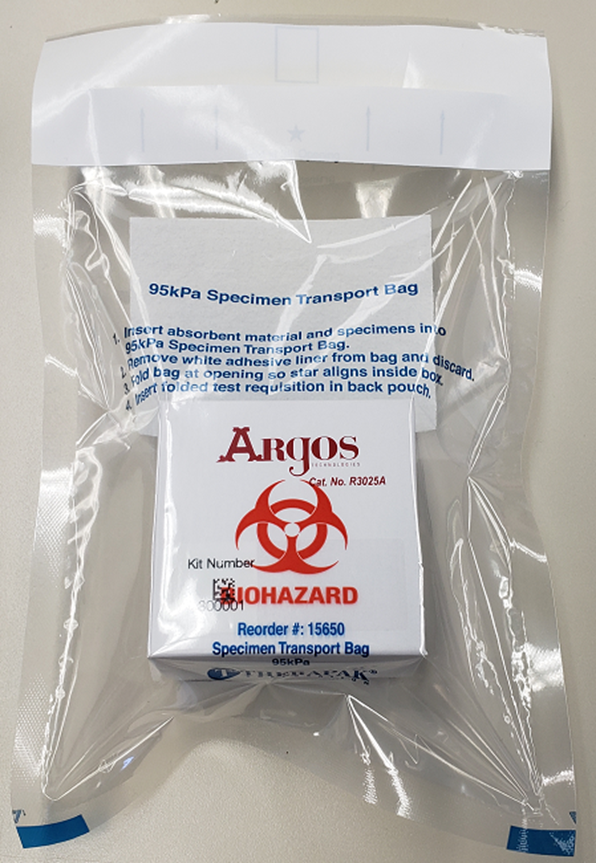 95kPa Specimen Transport Bag
1. Insert absorbent material and specimens into
95kPa Specimen Transport Bag.
2. Remove white adhesive liner from bag and discard.
3. Fold bag at opening so star aligns inside box.
4. Insert folded test requisition in back pouch.
Argos
TECHNOLOGIES
Cat. No. R3025A
Kit Number
300001
BIOHAZARD
Reorder #: 15650
Specimen Transport Bag
95kPa
THERAPAK®